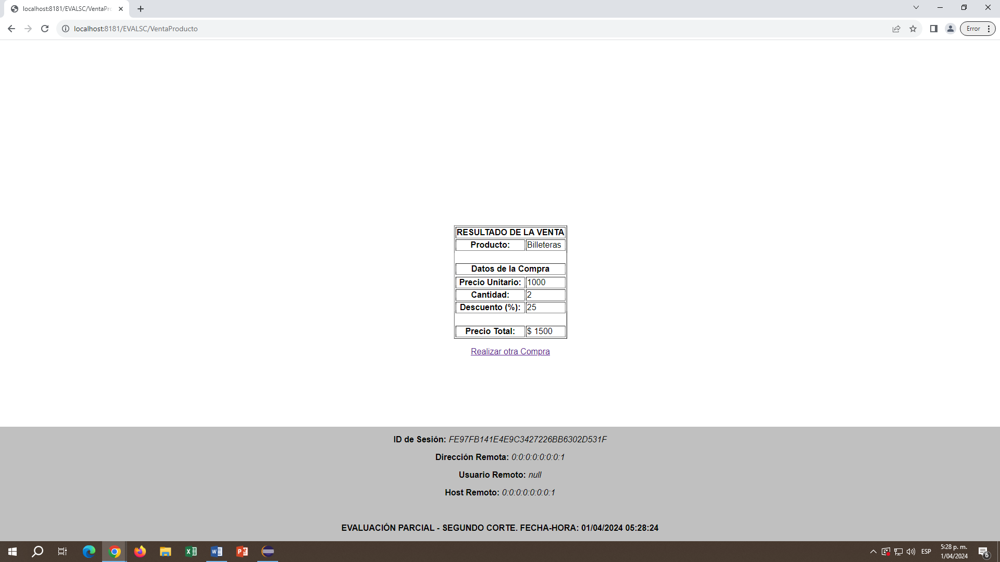 localhost:8181/EVALSC/VentaPro
localhost:8181/EVALSC/VentaProducto
Error
RESULTADO DE LA VENTA
Producto: Billeteras
Datos de la Compra
Precio Unitario: 1000
Cantidad: 2
Descuento (%): 25
Precio Total: $ 1500
Realizar otra Compra
ID de Sesión: FE97FB141E4E9C3427226BB6302D531F
Dirección Remota: 0:0:0:0:0:0:0:1
Usuario Remoto: null
Host Remoto: 0:0:0:0:0:0:0:1
EVALUACIÓN PARCIAL - SEGUNDO CORTE. FECHA-HORA: 01/04/2024 05:28:24
ESP
5:28 p. m.
1/04/2024
6